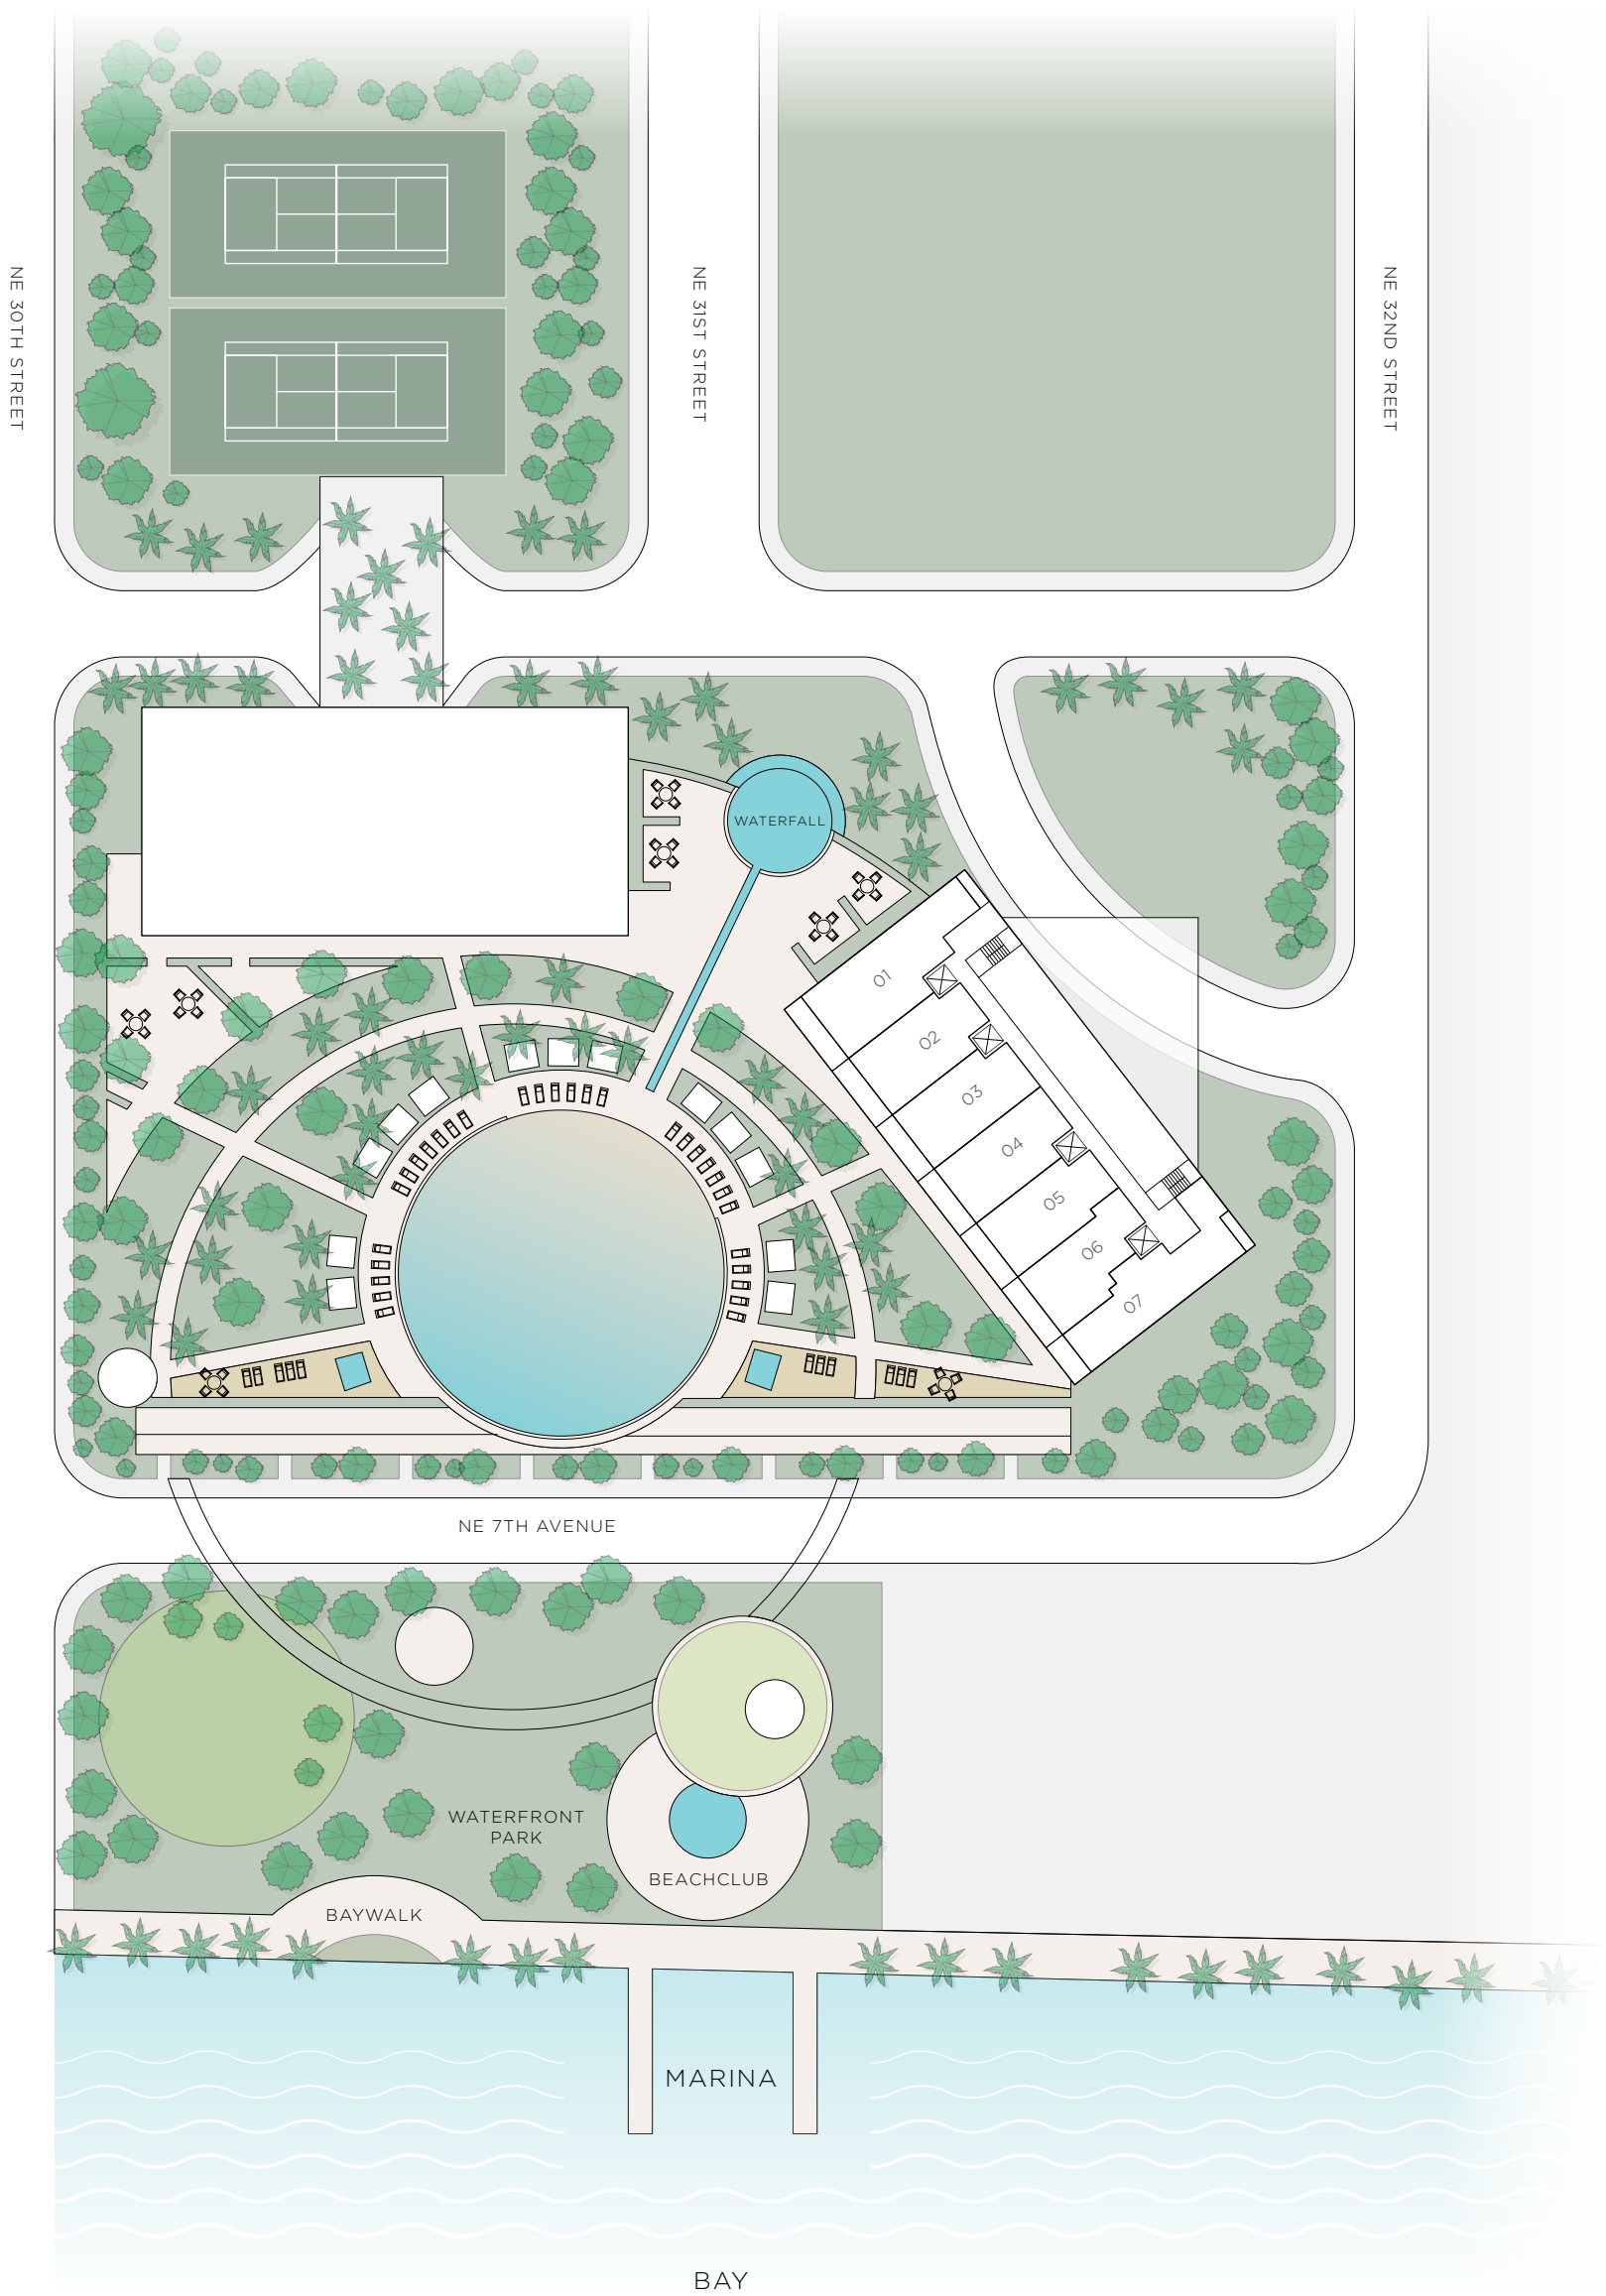 NE 30TH STREET
NE 31ST STREET
NE 32ND STREET
WATERFALL
01
02
03
04
05
06
07
NE 7TH AVENUE
WATERFRONT
PARK
BEACHCLUB
BAYWALK
MARINA
BAY